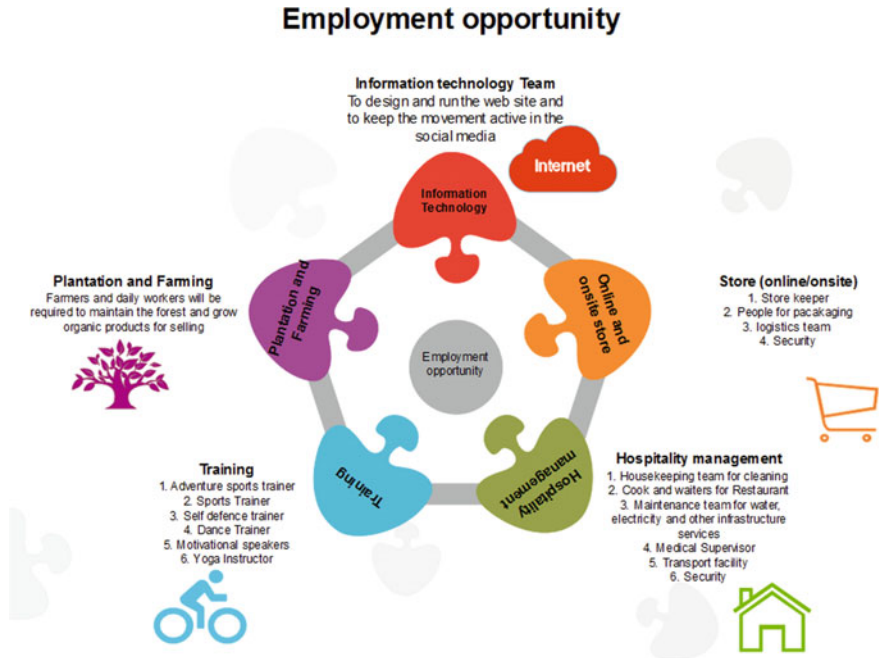 Employment opportunity
Information technology Team
To design and run the web site and
to keep the movement active in the
social media
Internet
Information
Technology
Plantation and Farming
Farmers and daily workers will be
required to maintain the forest and grow
organic products for selling
Plantation and
Farming
Online and
onsite store
Store (online/onsite)
1. Store keeper
2. People for pacakaging
3. logistics team
4. Security
Employment
opportunity
Training
1. Adventure sports trainer
2. Sports Trainer
3. Self defence trainer
4. Dance Trainer
5. Motivational speakers
6. Yoga Instructor
Training
Hospitality
management
Hospitality management
1. Housekeeping team for cleaning
2. Cook and waiters for Restaurant
3. Maintenance team for water,
electricity and other infrastructure
services
4. Medical Supervisor
5. Transport facility
6. Security